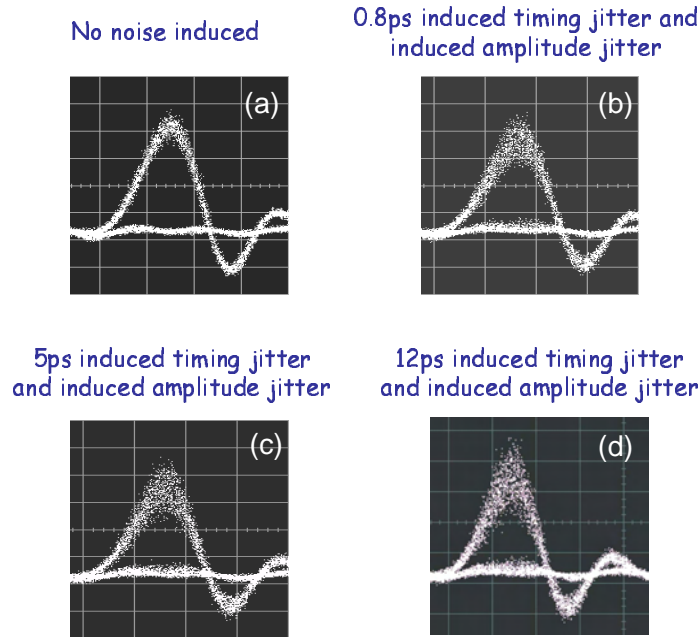 No noise induced
0.8ps induced timing jitter and
induced amplitude jitter
(a)
(b)
5ps induced timing jitter
and induced amplitude jitter
12ps induced timing jitter
and induced amplitude jitter
(c)
(d)